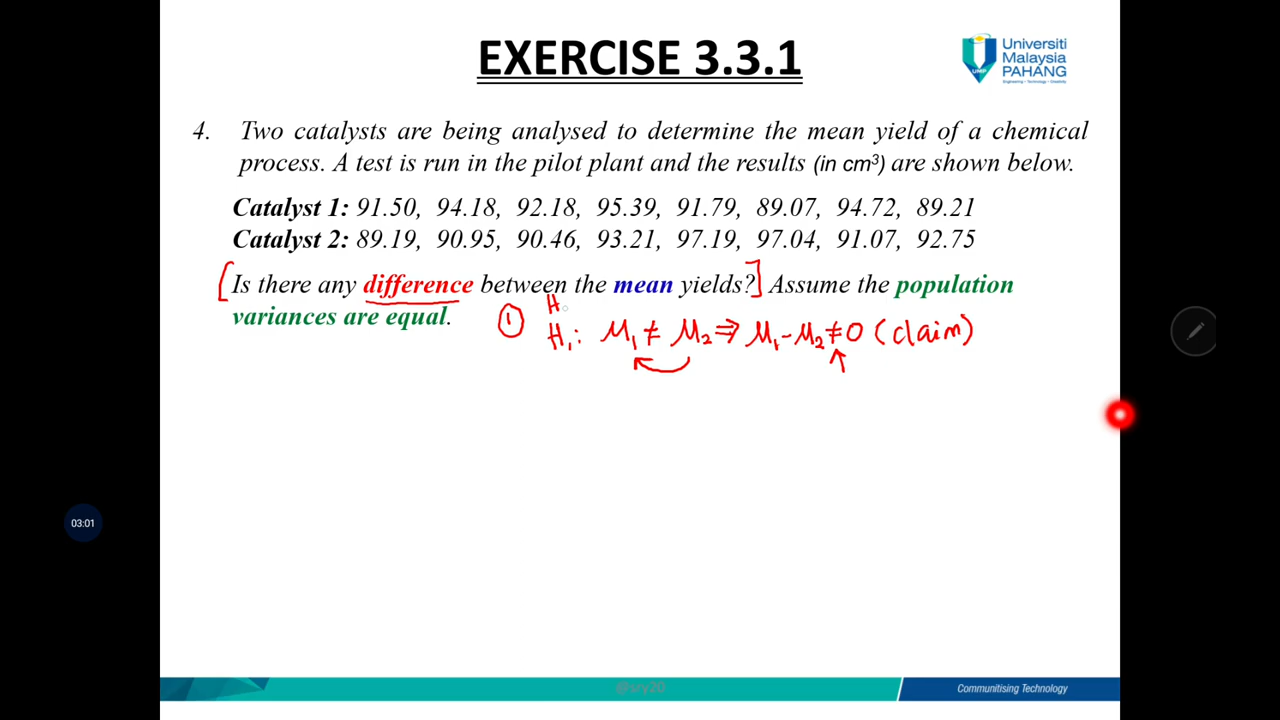 EXERCISE 3.3.1
Universiti
Malaysia
PAHANG
UMP
Engineering • Technology • Creativity
4. Two catalysts are being analysed to determine the mean yield of a chemical
process. A test is run in the pilot plant and the results (in cm³) are shown below.
Catalyst 1: 91.50, 94.18, 92.18, 95.39, 91.79, 89.07, 94.72, 89.21
Catalyst 2: 89.19, 90.95, 90.46, 93.21, 97.19, 97.04, 91.07, 92.75
[Is there any difference between the mean yields?] Assume the population
variances are equal.
H
① H₁: μ₁ ≠ μ₂ ⇒ μ₁ - μ₂ ≠ 0 (claim)
03:01
@sry20
Communitising Technology